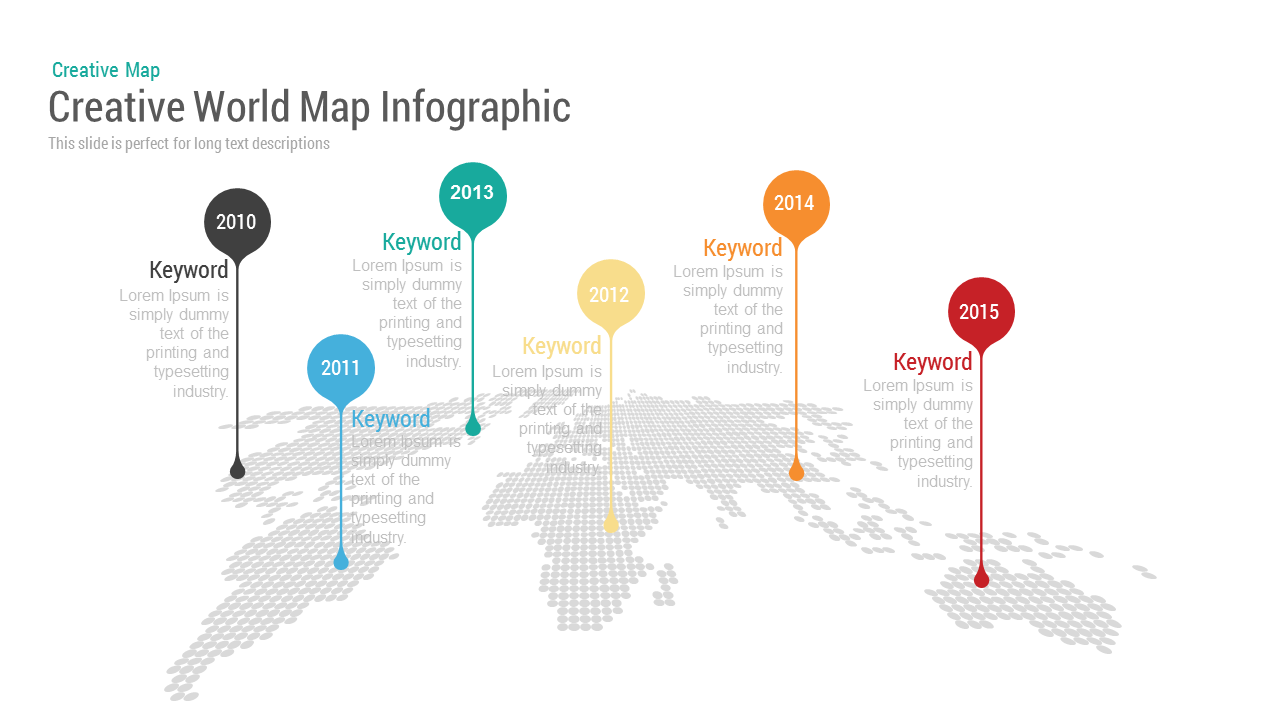 Creative Map
Creative World Map Infographic
This slide is perfect for long text descriptions
2010
Keyword
Lorem Ipsum is
simply dummy
text of the
printing and
typesetting
industry.
2011
Keyword
Lorem Ipsum is
simply dummy
text of the
printing and
typesetting
industry.
2013
Keyword
Lorem Ipsum is
simply dummy
text of the
printing and
typesetting
industry.
2012
Keyword
Lorem Ipsum is
simply dummy
text of the
printing and
typesetting
industry.
2014
Keyword
Lorem Ipsum is
simply dummy
text of the
printing and
typesetting
industry.
2015
Keyword
Lorem Ipsum is
simply dummy
text of the
printing and
typesetting
industry.